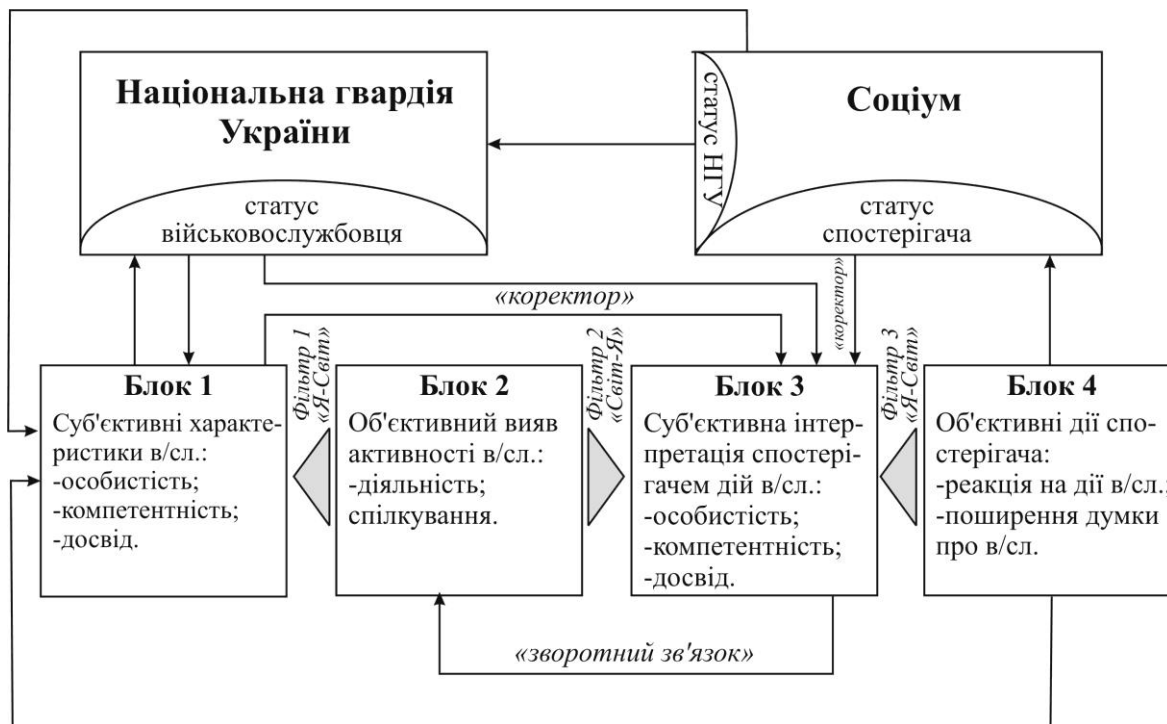 Національна гвардія
України
статус
військовослужбовця
Соціум
статус НГУ
статус
спостерігача
«коректор»
«коректор»
Фільтр 1
«Я-Світ»
Фільтр 2
«Світ-Я»
Фільтр 3
«Я-Світ»
Блок 1
Суб'єктивні характе-
ристики в/сл.:
-особистість;
-компетентність;
-досвід.
Блок 2
Об'єктивний вияв
активності в/сл.:
-діяльність;
спілкування.
Блок 3
Суб'єктивна інтер-
претація спостері-
гачем дій в/сл.:
-особистість;
-компетентність;
-досвід.
Блок 4
Об'єктивні дії спо-
стерігача:
-реакція на дії в/сл.;
-поширення думки
про в/сл.
«зворотний зв'язок»